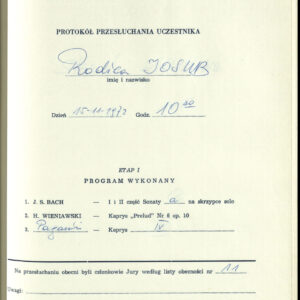 PROTOKÓŁ PRZESŁUCHANIA UCZESTNIKA
Rodica IOSUB
imię i nazwisko
Dzień 15-11-1972 Godz. 10 30
ETAP I
PROGRAM WYKONANY
1. J. S. BACH — I i II część Sonaty a na skrzypce solo
2. H. WIENIAWSKI — Kaprys „Prelud" Nr 6 op. 10
3. Paganini — Kaprys IV
Na przesłuchaniu obecni byli członkowie Jury według listy obecności nr 11
Uwagi: